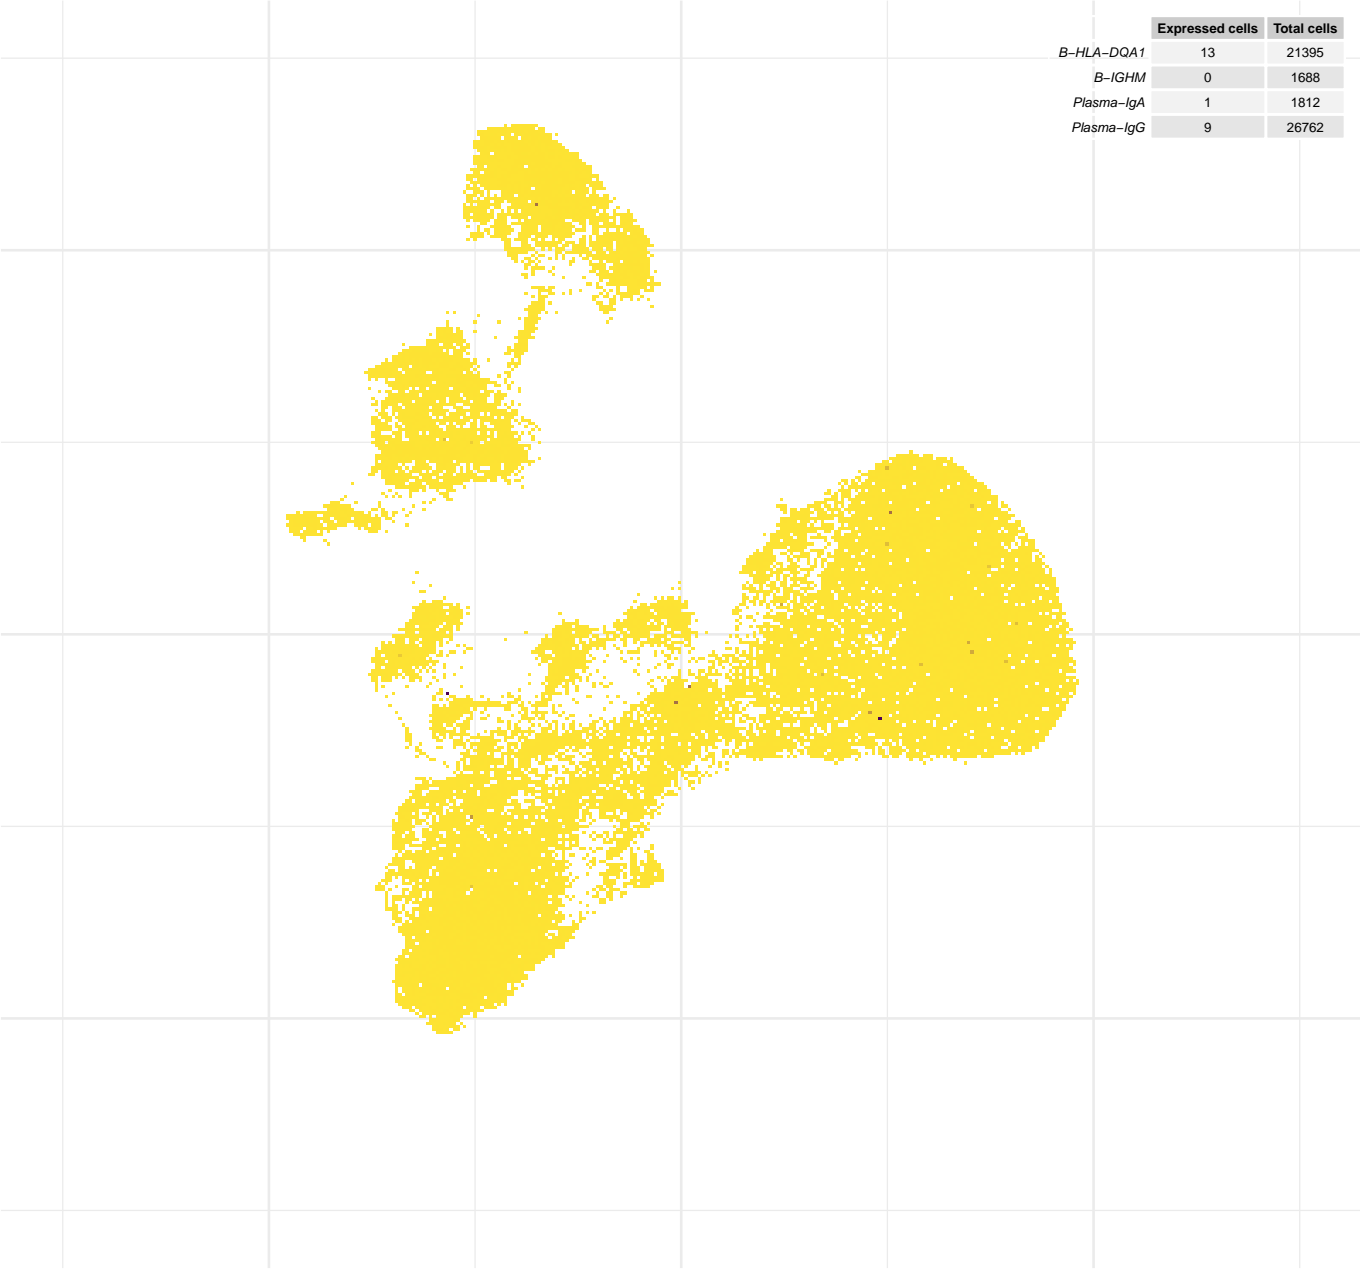 Expressed cells Total cells
B−HLA−DQA1 13 21395
B−IGHM 0 1688
Plasma−IgA 1 1812
Plasma−IgG 9 26762